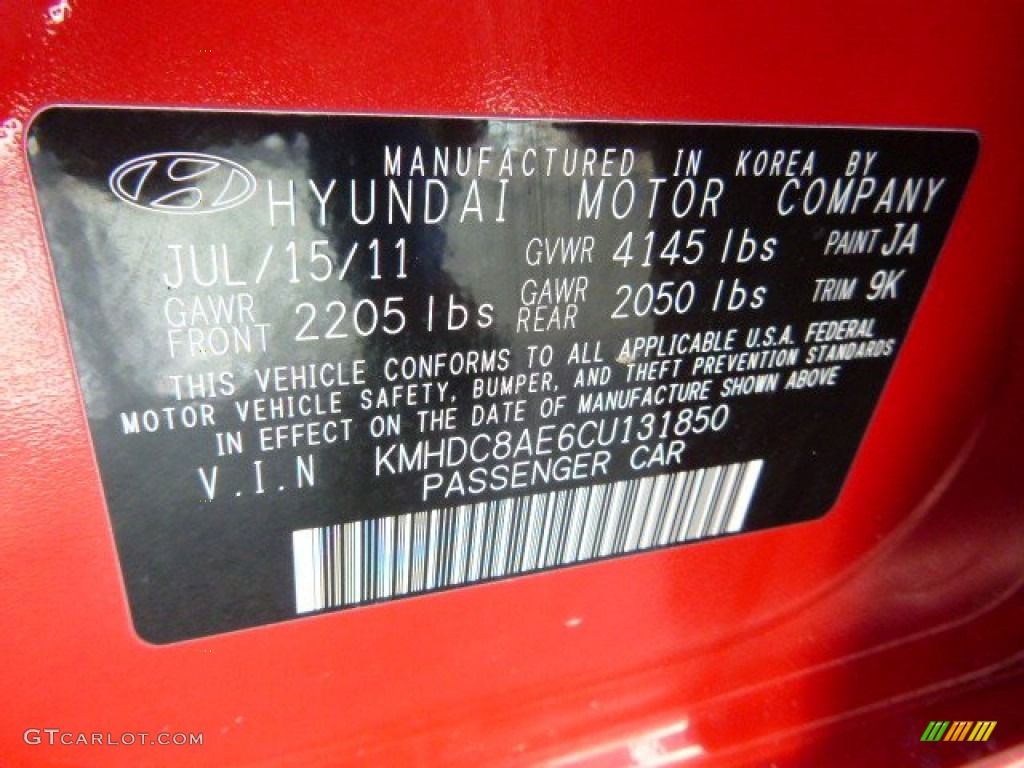 MANUFACTURED IN KOREA BY
HYUNDAI MOTOR COMPANY
JUL/15/11 GVWR 4145 lbs PAINT JA
GAWR FRONT 2205 lbs GAWR REAR 2050 lbs TRIM 9K
THIS VEHICLE CONFORMS TO ALL APPLICABLE U.S.A. FEDERAL
MOTOR VEHICLE SAFETY, BUMPER, AND THEFT PREVENTION STANDARDS
IN EFFECT ON THE DATE OF MANUFACTURE SHOWN ABOVE
V.I.N KMHDC8AE6CU131850
PASSENGER CAR
GTCARLOT.COM